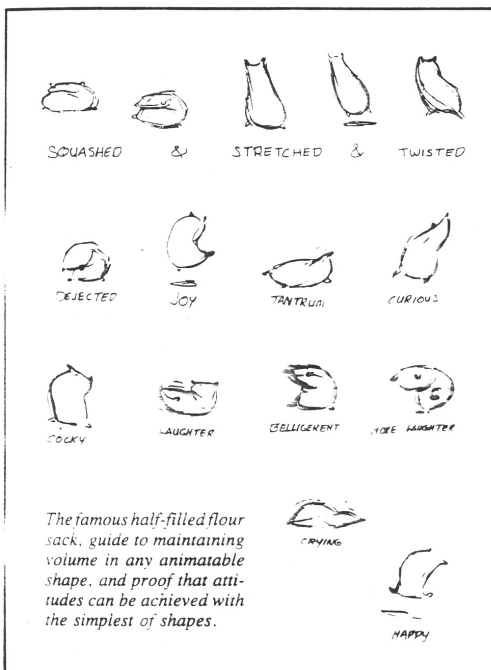 SQUASHED & STRETCHED & TWISTED
DEJECTED JOY TANTRUM CURIOUS
COCKY LAUGHTER BELLIGERENT MORE LAUGHTER
The famous half-filled flour
sack, guide to maintaining
volume in any animatable
shape, and proof that atti-
tudes can be achieved with
the simplest of shapes.
CRYING
HAPPY